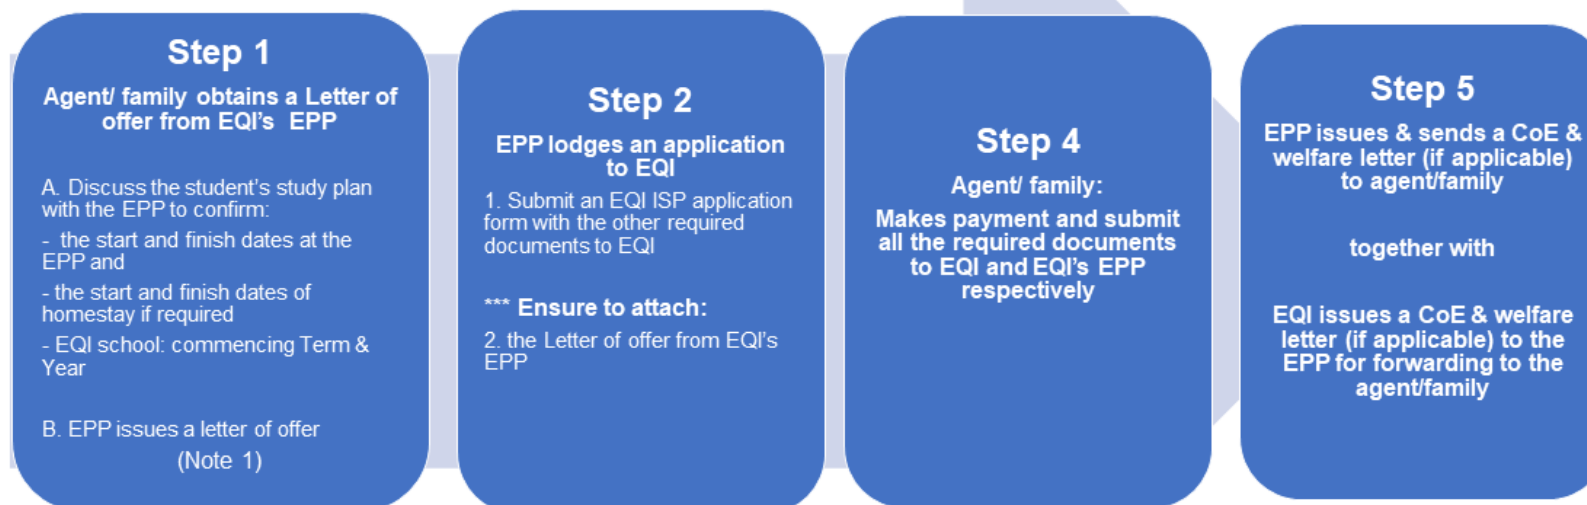 Step 1
Agent/ family obtains a Letter of
offer from EQI's EPP
A. Discuss the student's study plan
with the EPP to confirm:
- the start and finish dates at the
EPP and
- the start and finish dates of
homestay if required
- EQI school: commencing Term &
Year
B. EPP issues a letter of offer
(Note 1)
Step 2
EPP lodges an application
to EQI
1. Submit an EQI ISP application
form with the other required
documents to EQI
*** Ensure to attach:
2. the Letter of offer from EQI's
EPP
Step 4
Agent/ family:
Makes payment and submit
all the required documents
to EQI and EQI's EPP
respectively
Step 5
EPP issues & sends a CoE &
welfare letter (if applicable)
to agent/family
together with
EQI issues a CoE & welfare
letter (if applicable) to the
EPP for forwarding to the
agent/family